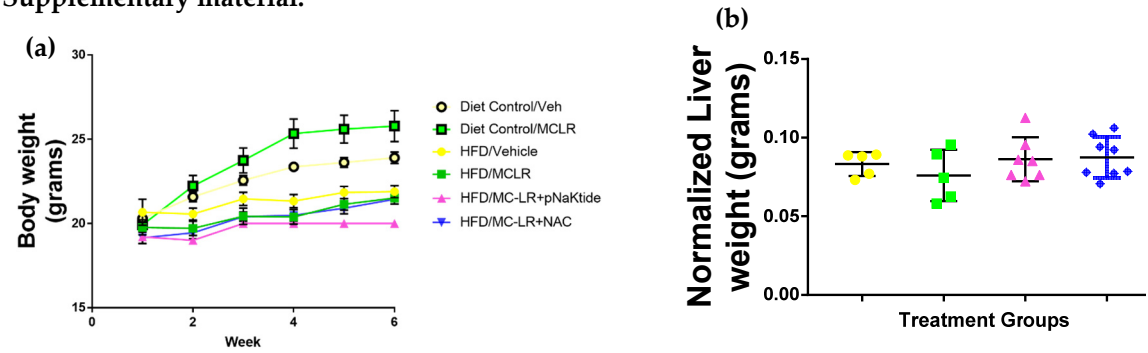 Supplementary material.
(a)
30
25
20
15
0
2
4
6
Body weight
(grams)
Week
Diet Control/Veh
Diet Control/MCLR
HFD/Vehicle
HFD/MCLR
HFD/MC-LR+pNaKtide
HFD/MC-LR+NAC
(b)
Normalized Liver
weight (grams)
0.15
0.10
0.05
0.00
Treatment Groups